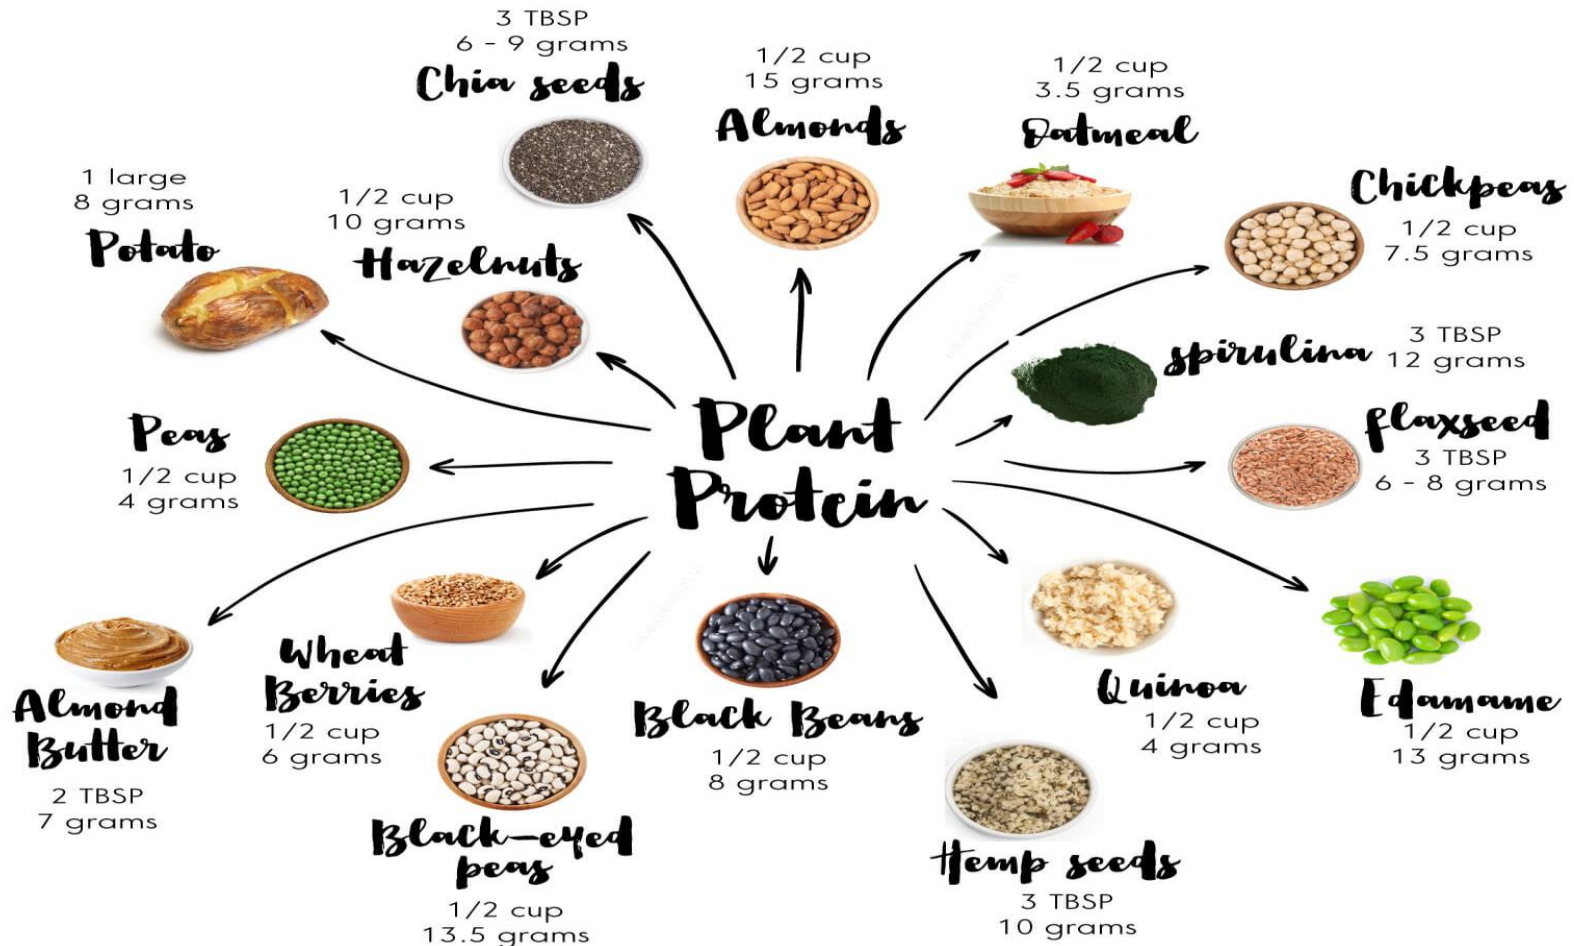 3 TBSP
6 - 9 grams
Chia seeds
1/2 cup
15 grams
Almonds
1/2 cup
3.5 grams
Oatmeal
1 large
8 grams
Potato
1/2 cup
10 grams
Hazelnuts
Chickpeas
1/2 cup
7.5 grams
spirulina
3 TBSP
12 grams
Peas
1/2 cup
4 grams
Plant
Protein
flaxseed
3 TBSP
6 - 8 grams
Almond
Butter
2 TBSP
7 grams
Wheat
Berries
1/2 cup
6 grams
Black-eyed
peas
1/2 cup
13.5 grams
Black Beans
1/2 cup
8 grams
Hemp seeds
3 TBSP
10 grams
Quinoa
1/2 cup
4 grams
Edamame
1/2 cup
13 grams